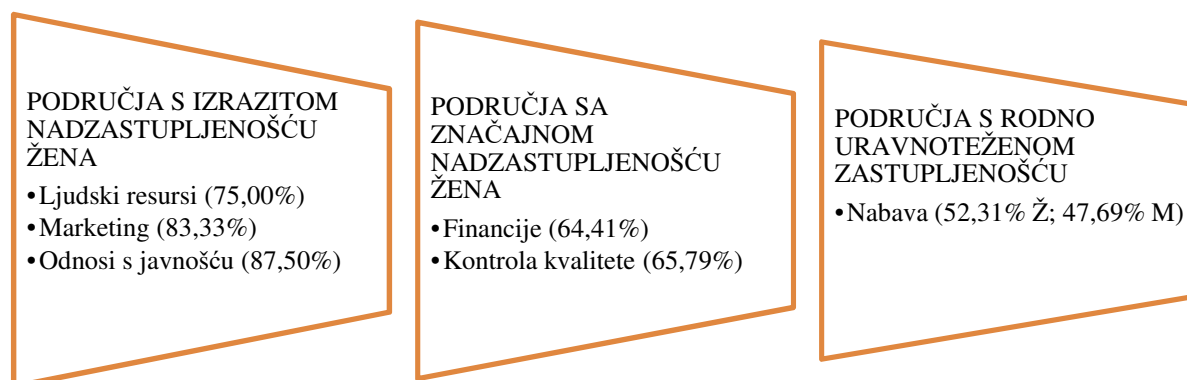 PODRUČJA S IZRAZITOM
NADZASTUPLJENOŠĆU
ŽENA
•Ljudski resursi (75,00%)
•Marketing (83,33%)
•Odnosi s javnošću (87,50%)
PODRUČJA SA
ZNAČAJNOM
NADZASTUPLJENOŠĆU
ŽENA
•Financije (64,41%)
•Kontrola kvalitete (65,79%)
PODRUČJA S RODNO
URAVNOTEŽENOM
ZASTUPLJENOŠĆU
•Nabava (52,31% Ž; 47,69% M)